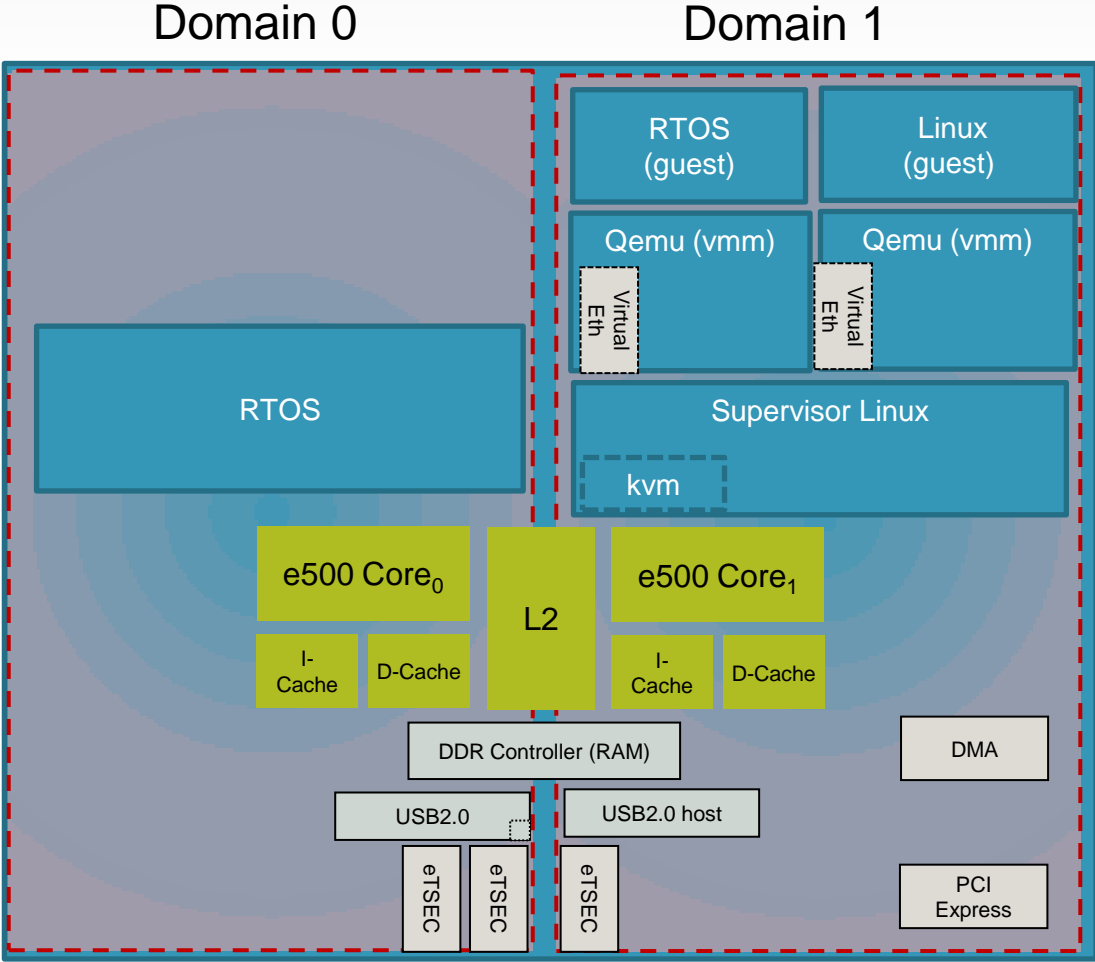 Domain 0
Domain 1
RTOS
(guest)
Linux
(guest)
Qemu (vmm)
Qemu (vmm)
Virtual
Eth
Virtual
Eth
RTOS
Supervisor Linux
kvm
e500 Core₀
L2
e500 Core₁
I-
Cache
D-Cache
I-
Cache
D-Cache
DDR Controller (RAM)
DMA
USB2.0
USB2.0 host
eTSEC
eTSEC
eTSEC
PCI
Express